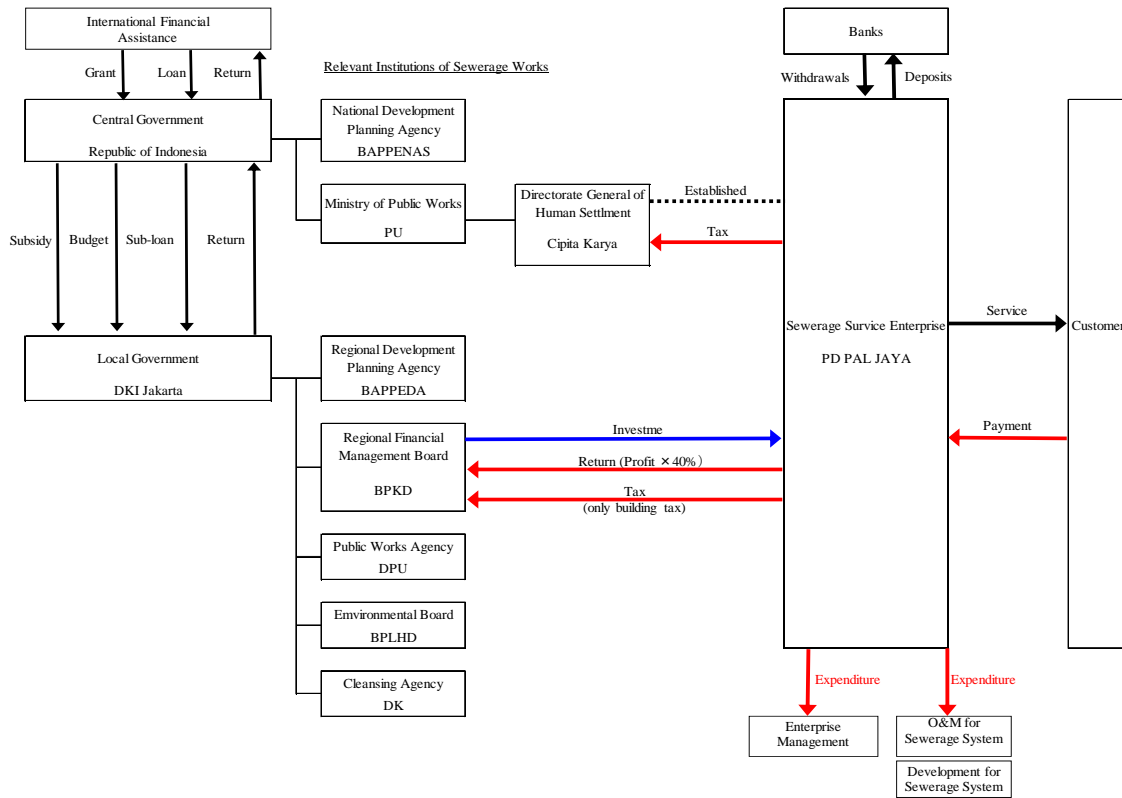 International Financial
Assistance
Grant
Loan
Return
Relevant Institutions of Sewerage Works
Banks
Withdrawals
Deposits
Central Government
Republic of Indonesia
National Development
Planning Agency
BAPPENAS
Ministry of Public Works
PU
Directorate General of
Human Settlment
Cipita Karya
Established
Tax
Subsidy
Budget
Sub-loan
Return
Sewerage Survice Enterprise
PD PAL JAYA
Service
Customer
Payment
Local Government
DKI Jakarta
Regional Development
Planning Agency
BAPPEDA
Regional Financial
Management Board
BPKD
Investme
Return (Profit ×40%)
Tax
(only building tax)
Public Works Agency
DPU
Emvironmental Board
BPLHD
Cleansing Agency
DK
Expenditure
Expenditure
Enterprise
Management
O&M for
Sewerage System
Development for
Sewerage System